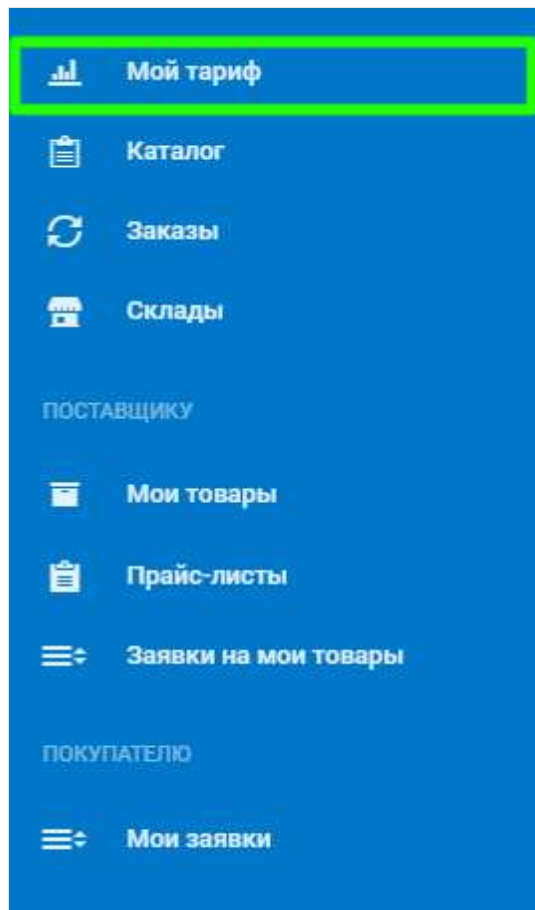 Мой тариф
Каталог
Заказы
Склады
ПОСТАВЩИКУ
Мои товары
Прайс-листы
Заявки на мои товары
ПОКУПАТЕЛЮ
Мои заявки